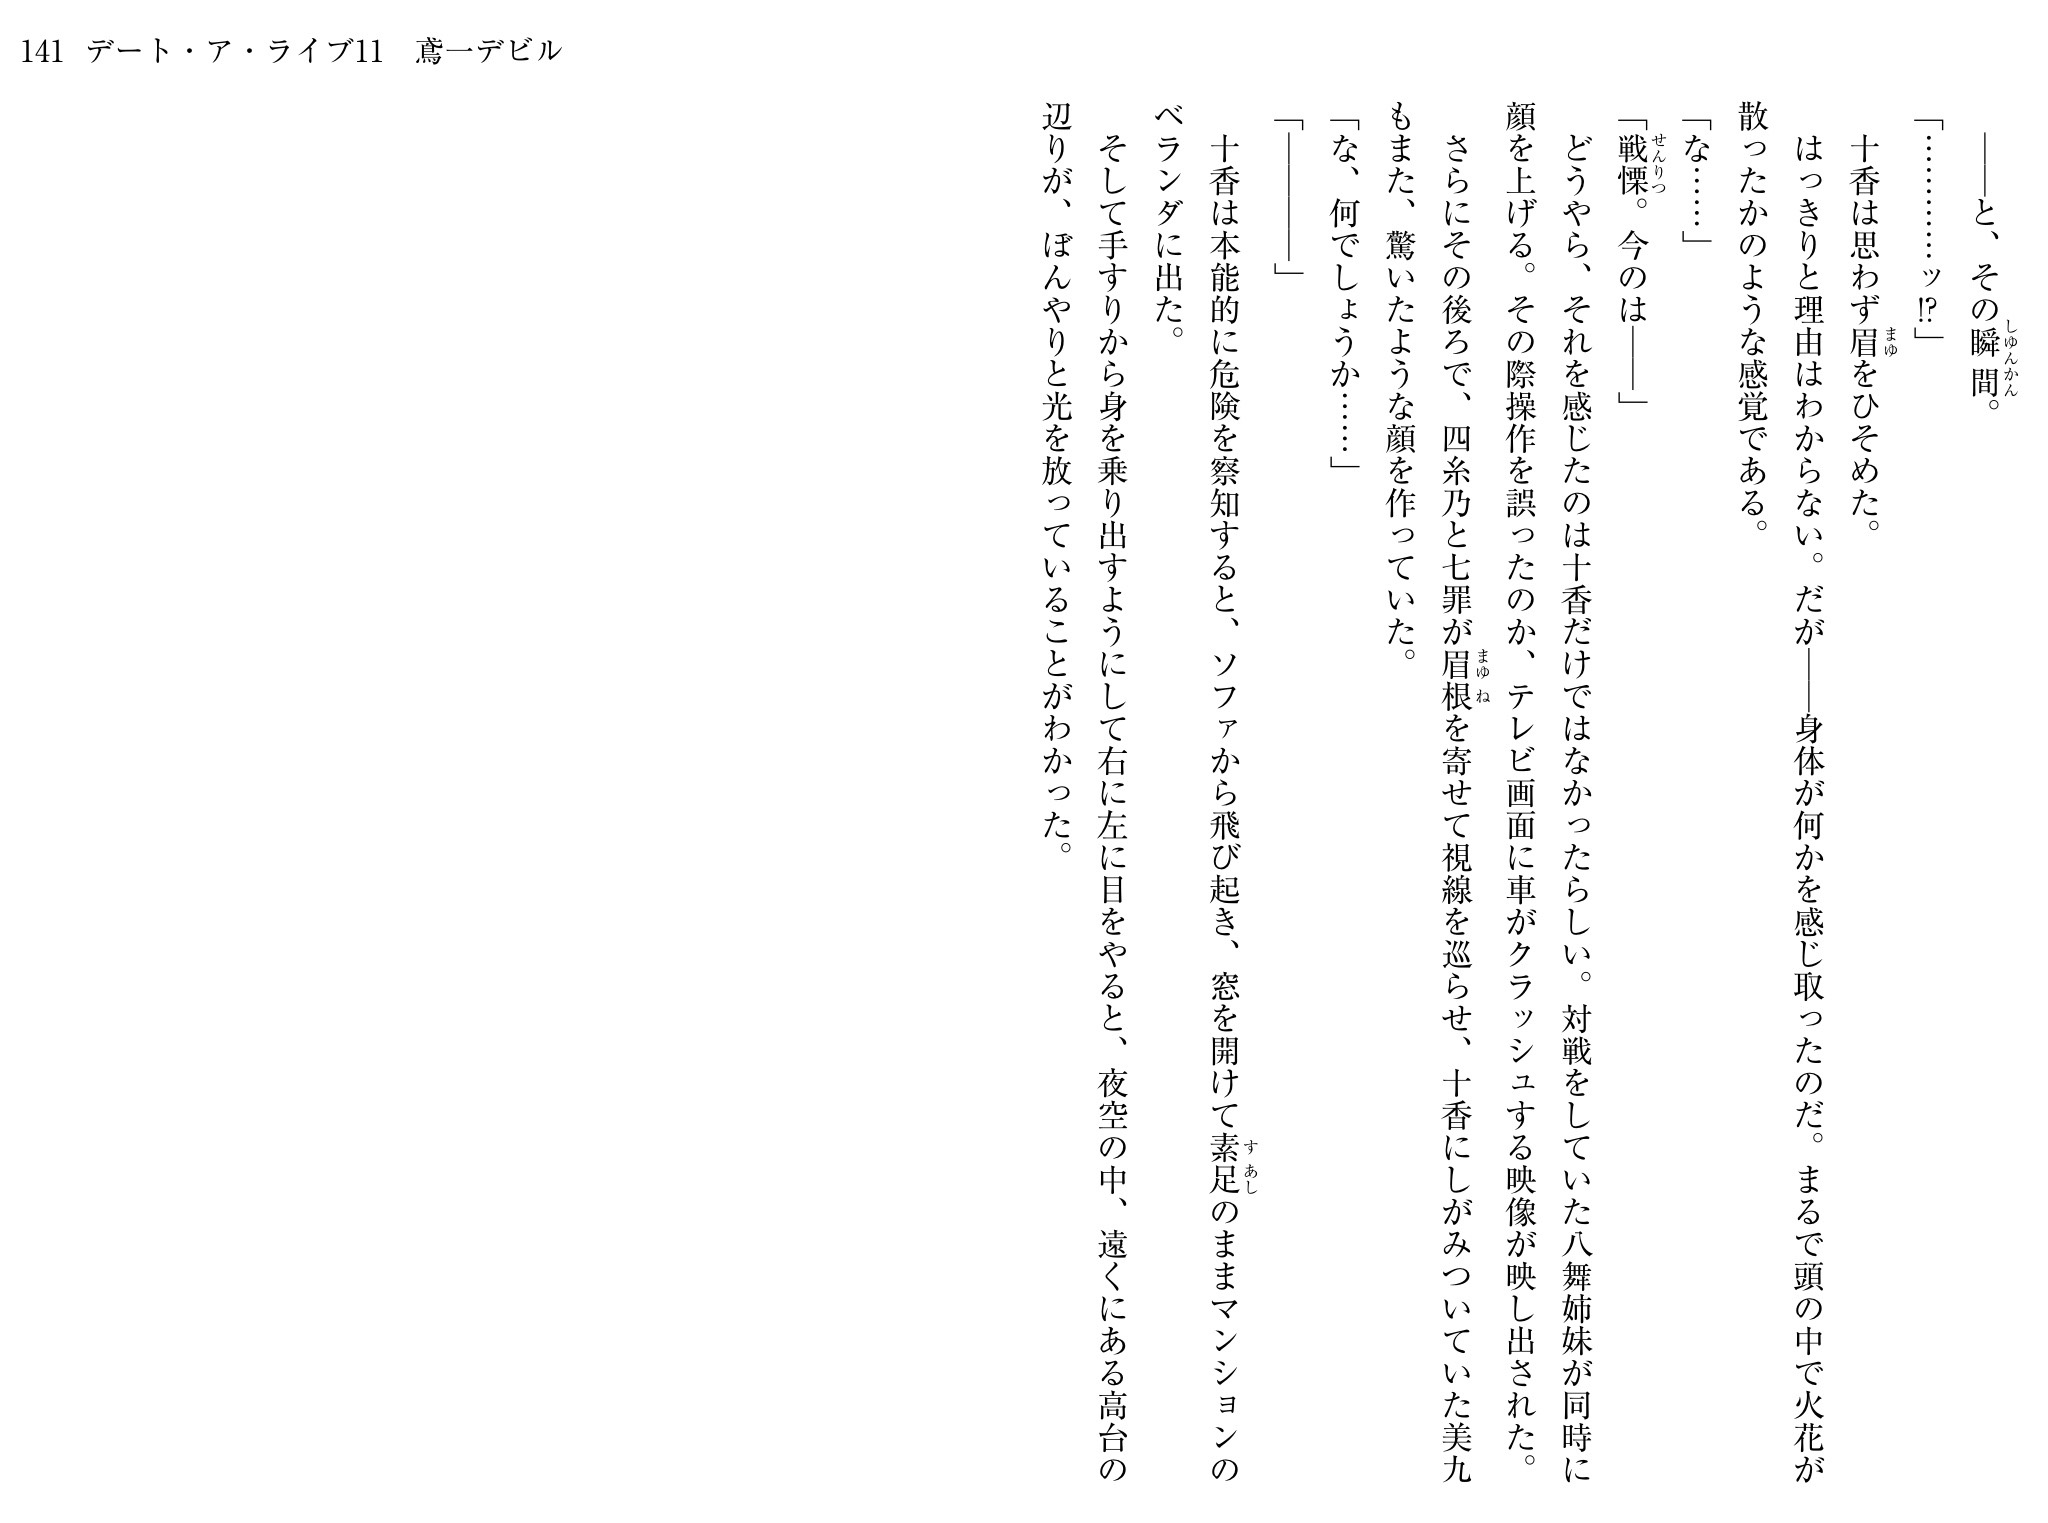 141 デート・ア・ライブ11 鳶一デビル
――と、その瞬間。
「…………ッ!?」
十香は思わず眉をひそめた。
はっきりと理由はわからない。だが――身体が何かを感じ取ったのだ。まるで頭の中で火花が
散ったかのような感覚である。
「な……」
「戦慄。今のは――」
どうやら、それを感じたのは十香だけではなかったらしい。対戦をしていた八舞姉妹が同時に
顔を上げる。その際操作を誤ったのか、テレビ画面に車がクラッシュする映像が映し出された。
さらにその後ろで、四糸乃と七罪が眉根を寄せて視線を巡らせ、十香にしがみついていた美九
もまた、驚いたような顔を作っていた。
「な、何でしょうか……」
「――――」
十香は本能的に危険を察知すると、ソファから飛び起き、窓を開けて素足のままマンションの
ベランダに出た。
そして手すりから身を乗り出すようにして右に左に目をやると、夜空の中、遠くにある高台の
辺りが、ぼんやりと光を放っていることがわかった。